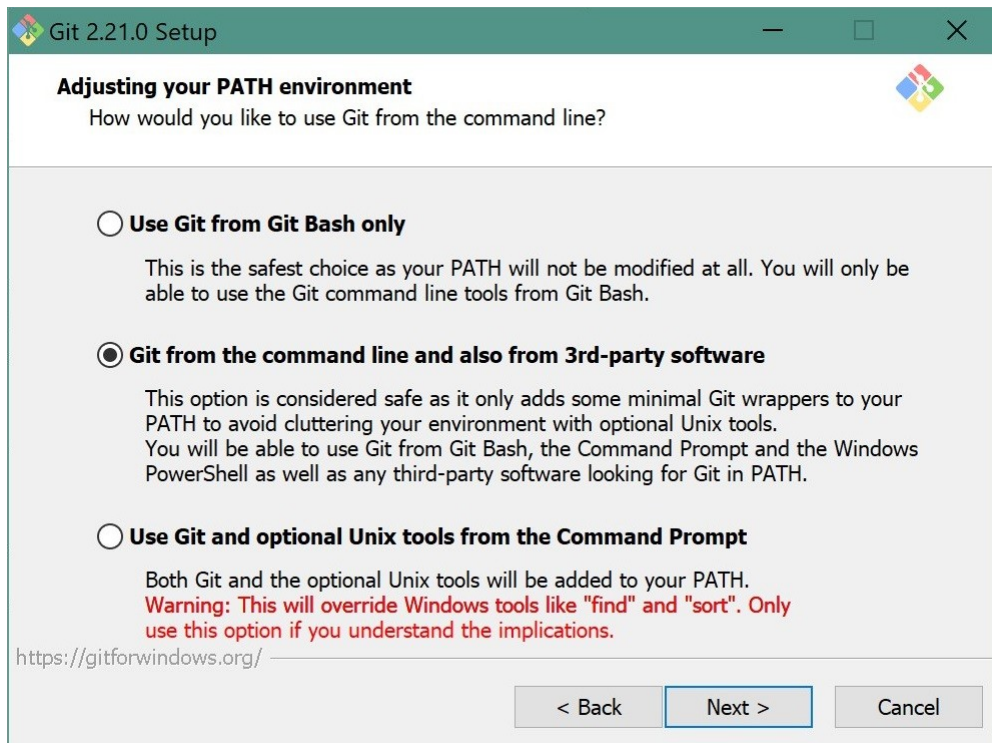 Git 2.21.0 Setup
Adjusting your PATH environment
How would you like to use Git from the command line?
Use Git from Git Bash only
This is the safest choice as your PATH will not be modified at all. You will only be
able to use the Git command line tools from Git Bash.
Git from the command line and also from 3rd-party software
This option is considered safe as it only adds some minimal Git wrappers to your
PATH to avoid cluttering your environment with optional Unix tools.
You will be able to use Git from Git Bash, the Command Prompt and the Windows
PowerShell as well as any third-party software looking for Git in PATH.
Use Git and optional Unix tools from the Command Prompt
Both Git and the optional Unix tools will be added to your PATH.
Warning: This will override Windows tools like "find" and "sort". Only
use this option if you understand the implications.
https://gitforwindows.org/
< Back
Next >
Cancel